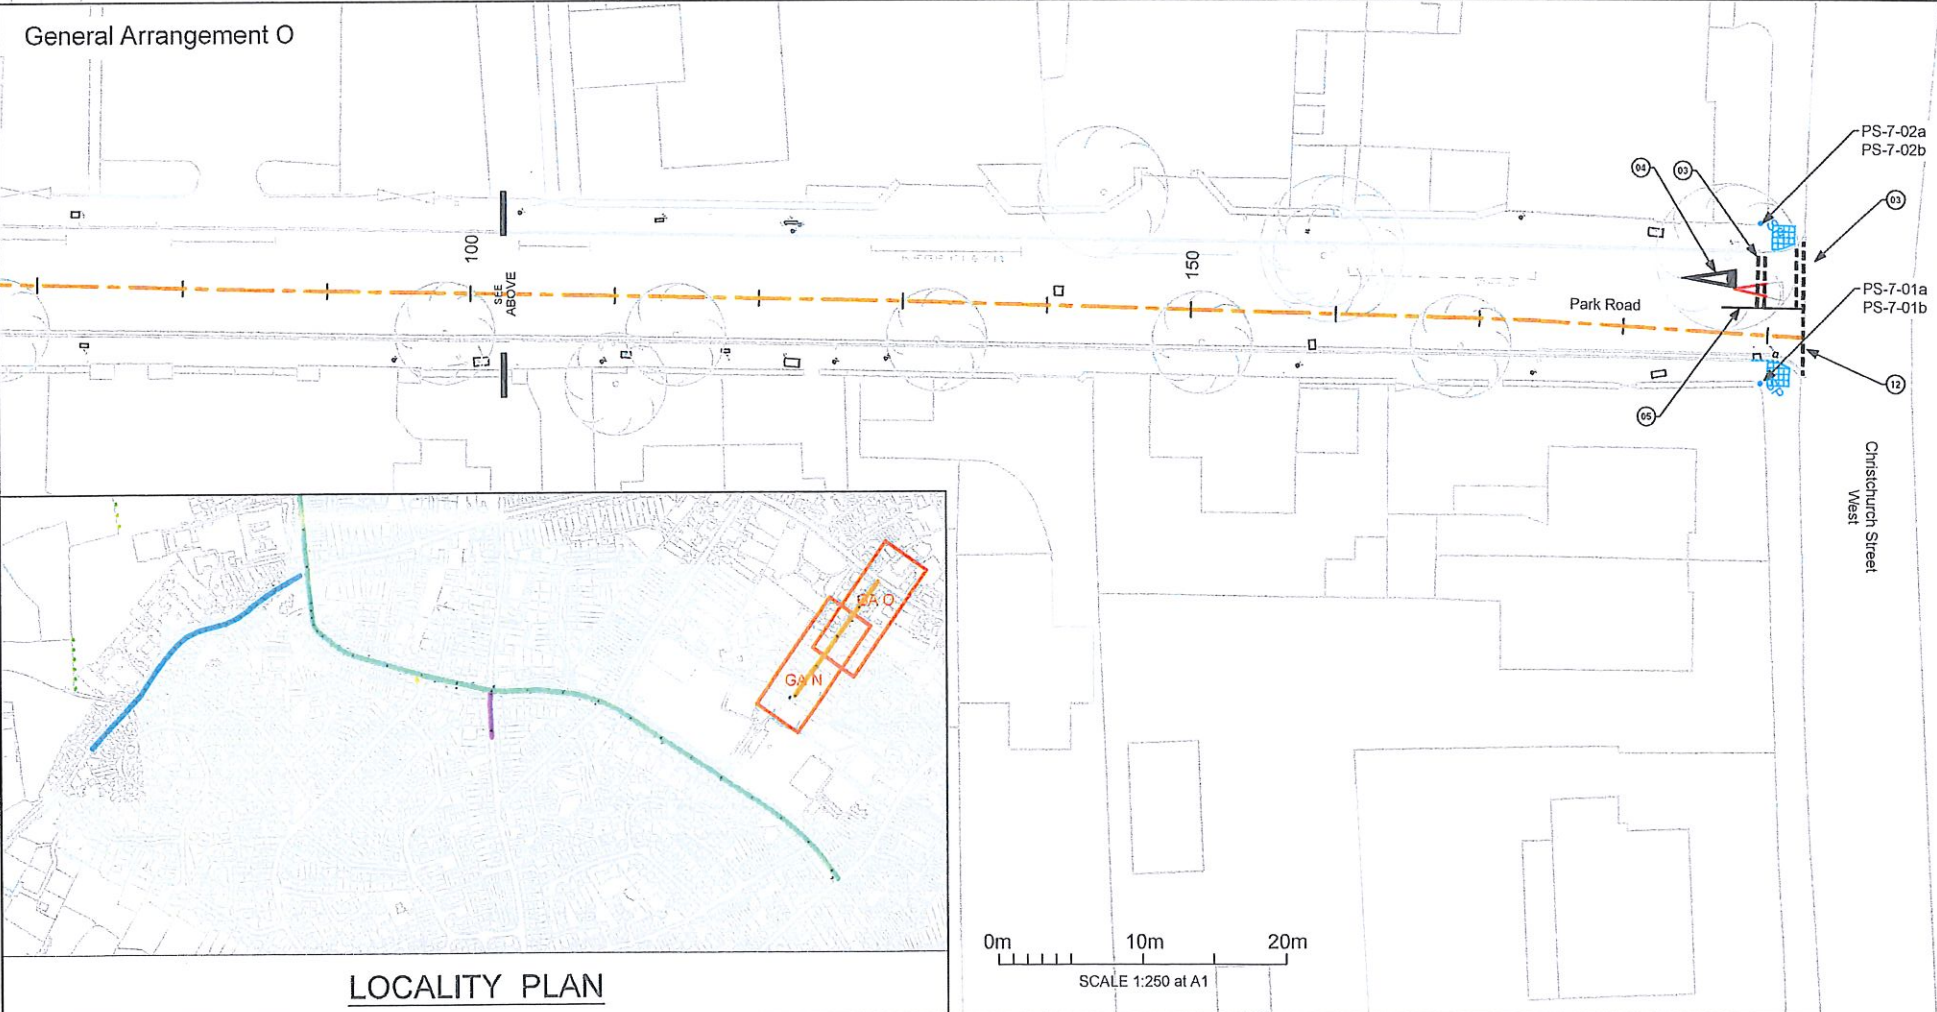 General Arrangement O
PS-7-02a
PS-7-02b
04
03
03
100
SEE
ABOVE
150
Park Road
PS-7-01a
PS-7-01b
12
05
Christchurch Street
West
GA O
GA N
0m 10m 20m
SCALE 1:250 at A1
LOCALITY PLAN